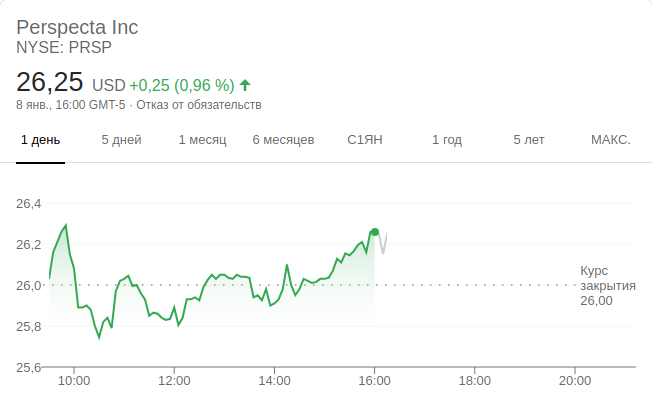 Perspecta Inc
NYSE: PRSP
26,25 USD +0,25 (0,96 %)
8 янв., 16:00 GMT-5 · Отказ от обязательств
1 день 5 дней 1 месяц 6 месяцев С1ЯН 1 год 5 лет МАКС.
26,4
26,2
26,0
25,8
25,6
Курс
закрытия
26,00
10:00 12:00 14:00 16:00 18:00 20:00